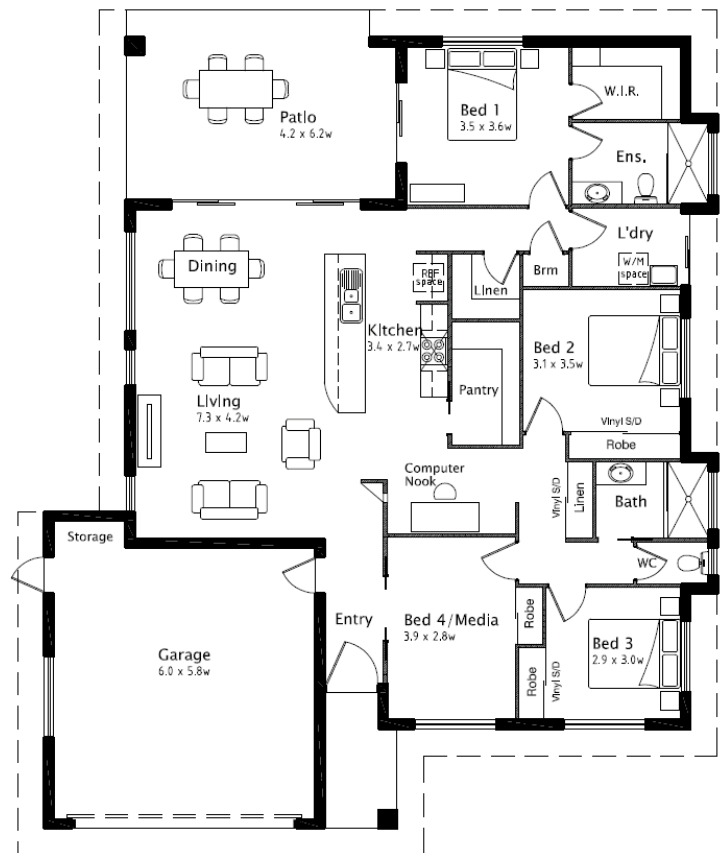 W.I.R.
Bed 1
3.5 x 3.6w
Patio
4.2 x 6.2w
Ens.
L'dry
Dining
REF
space
Linen
Brm
W/M
space
Kitchen
3.4 x 2.7w
Bed 2
3.1 x 3.5w
Living
7.3 x 4.2w
Pantry
Vinyl S/D
Robe
Computer
Nook
Vinyl S/D
Linen
Bath
Storage
WC
Entry
Bed 4/Media
3.9 x 2.8w
Robe
Bed 3
2.9 x 3.0w
Garage
6.0 x 5.8w
Robe
Vinyl S/D